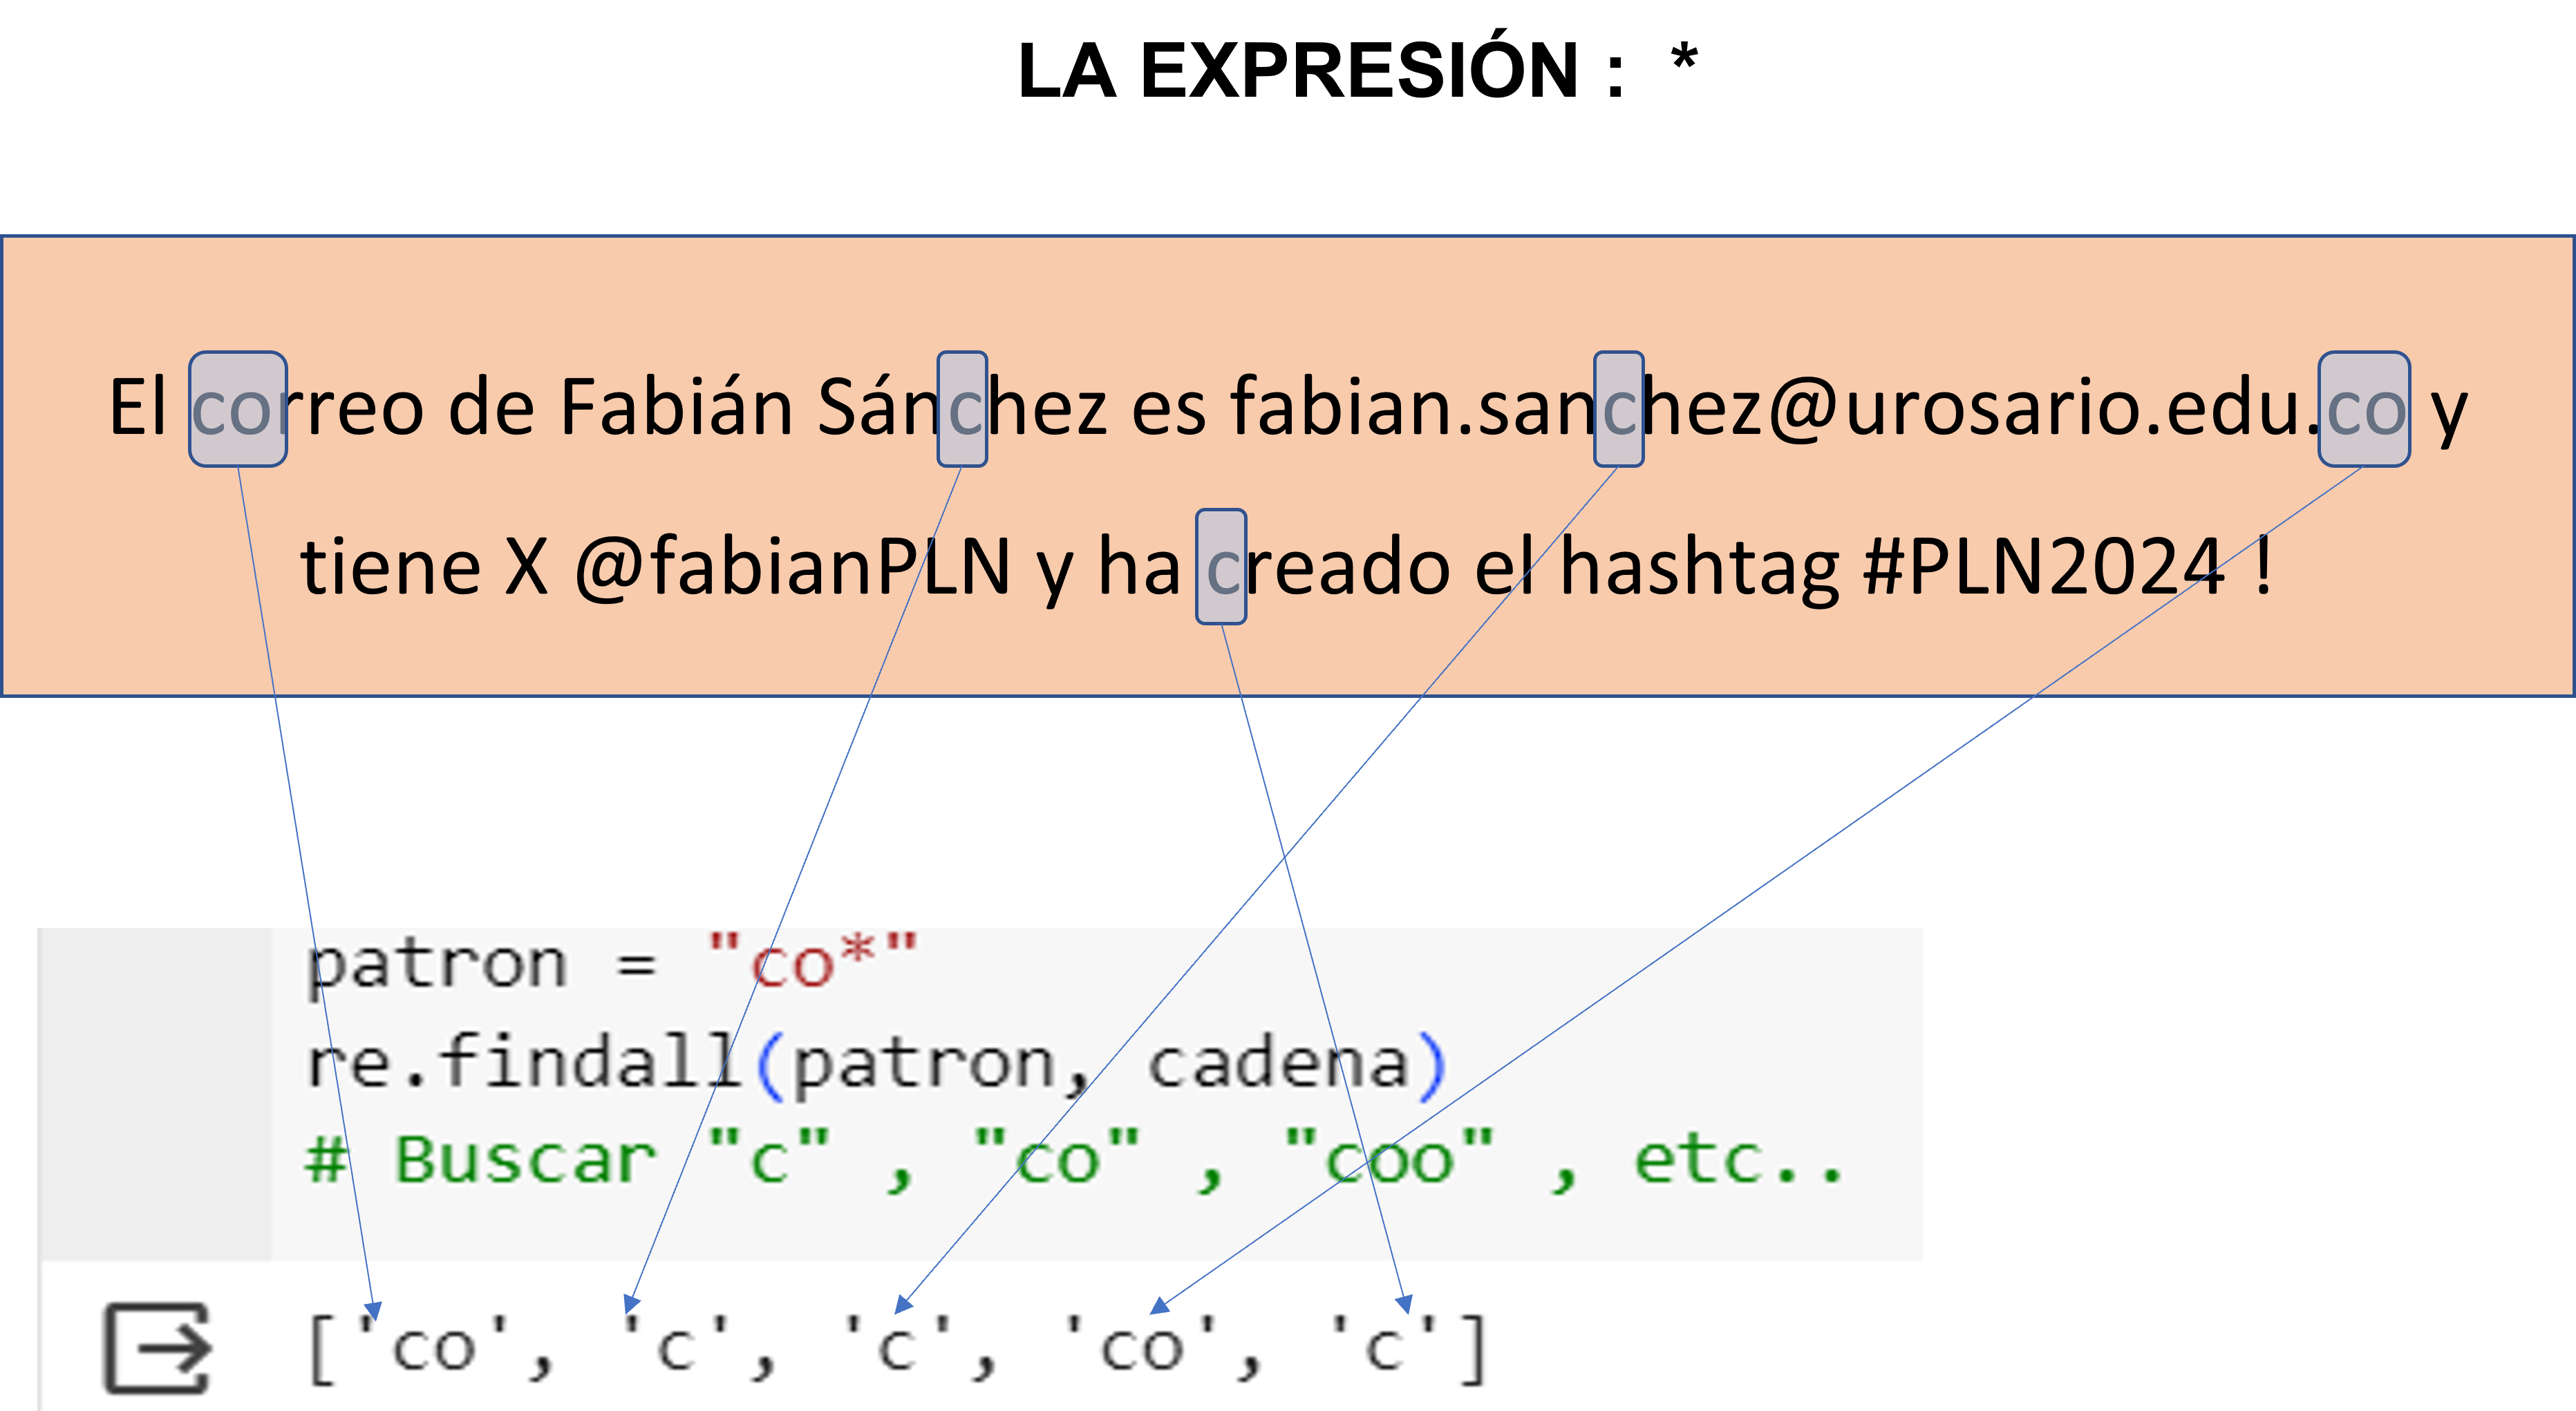 LA EXPRESIÓN : *
El correo de Fabián Sánchez es fabian.sanchez@urosario.edu.co y
tiene X @fabianPLN y ha creado el hashtag #PLN2024 !
patron = "co*"
re.findall(patron, cadena)
# Buscar "c" , "co" , "coo" , etc..
['co', 'c', 'c', 'co', 'c']